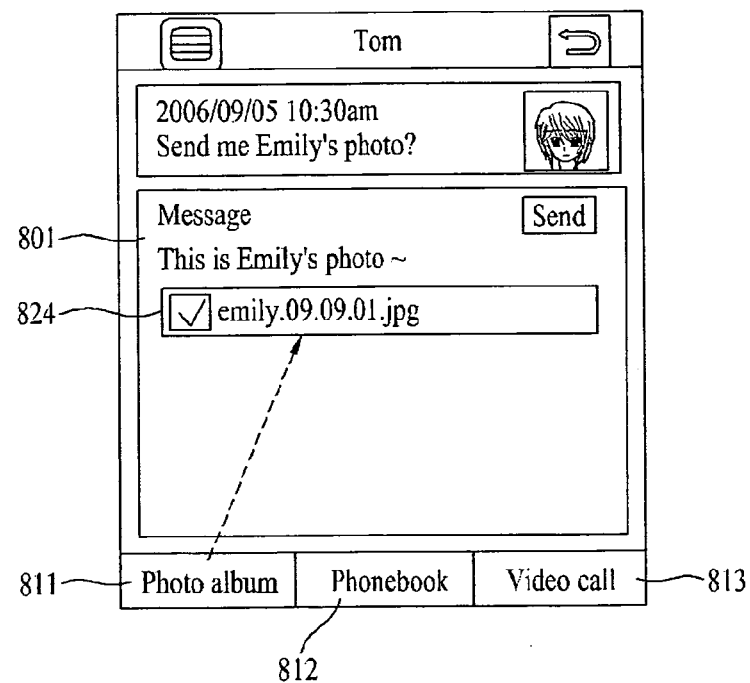 Tom
2006/09/05 10:30am
Send me Emily's photo?
Message
Send
801
This is Emily's photo ~
824
emily.09.09.01.jpg
811
Photo album
Phonebook
Video call
813
812